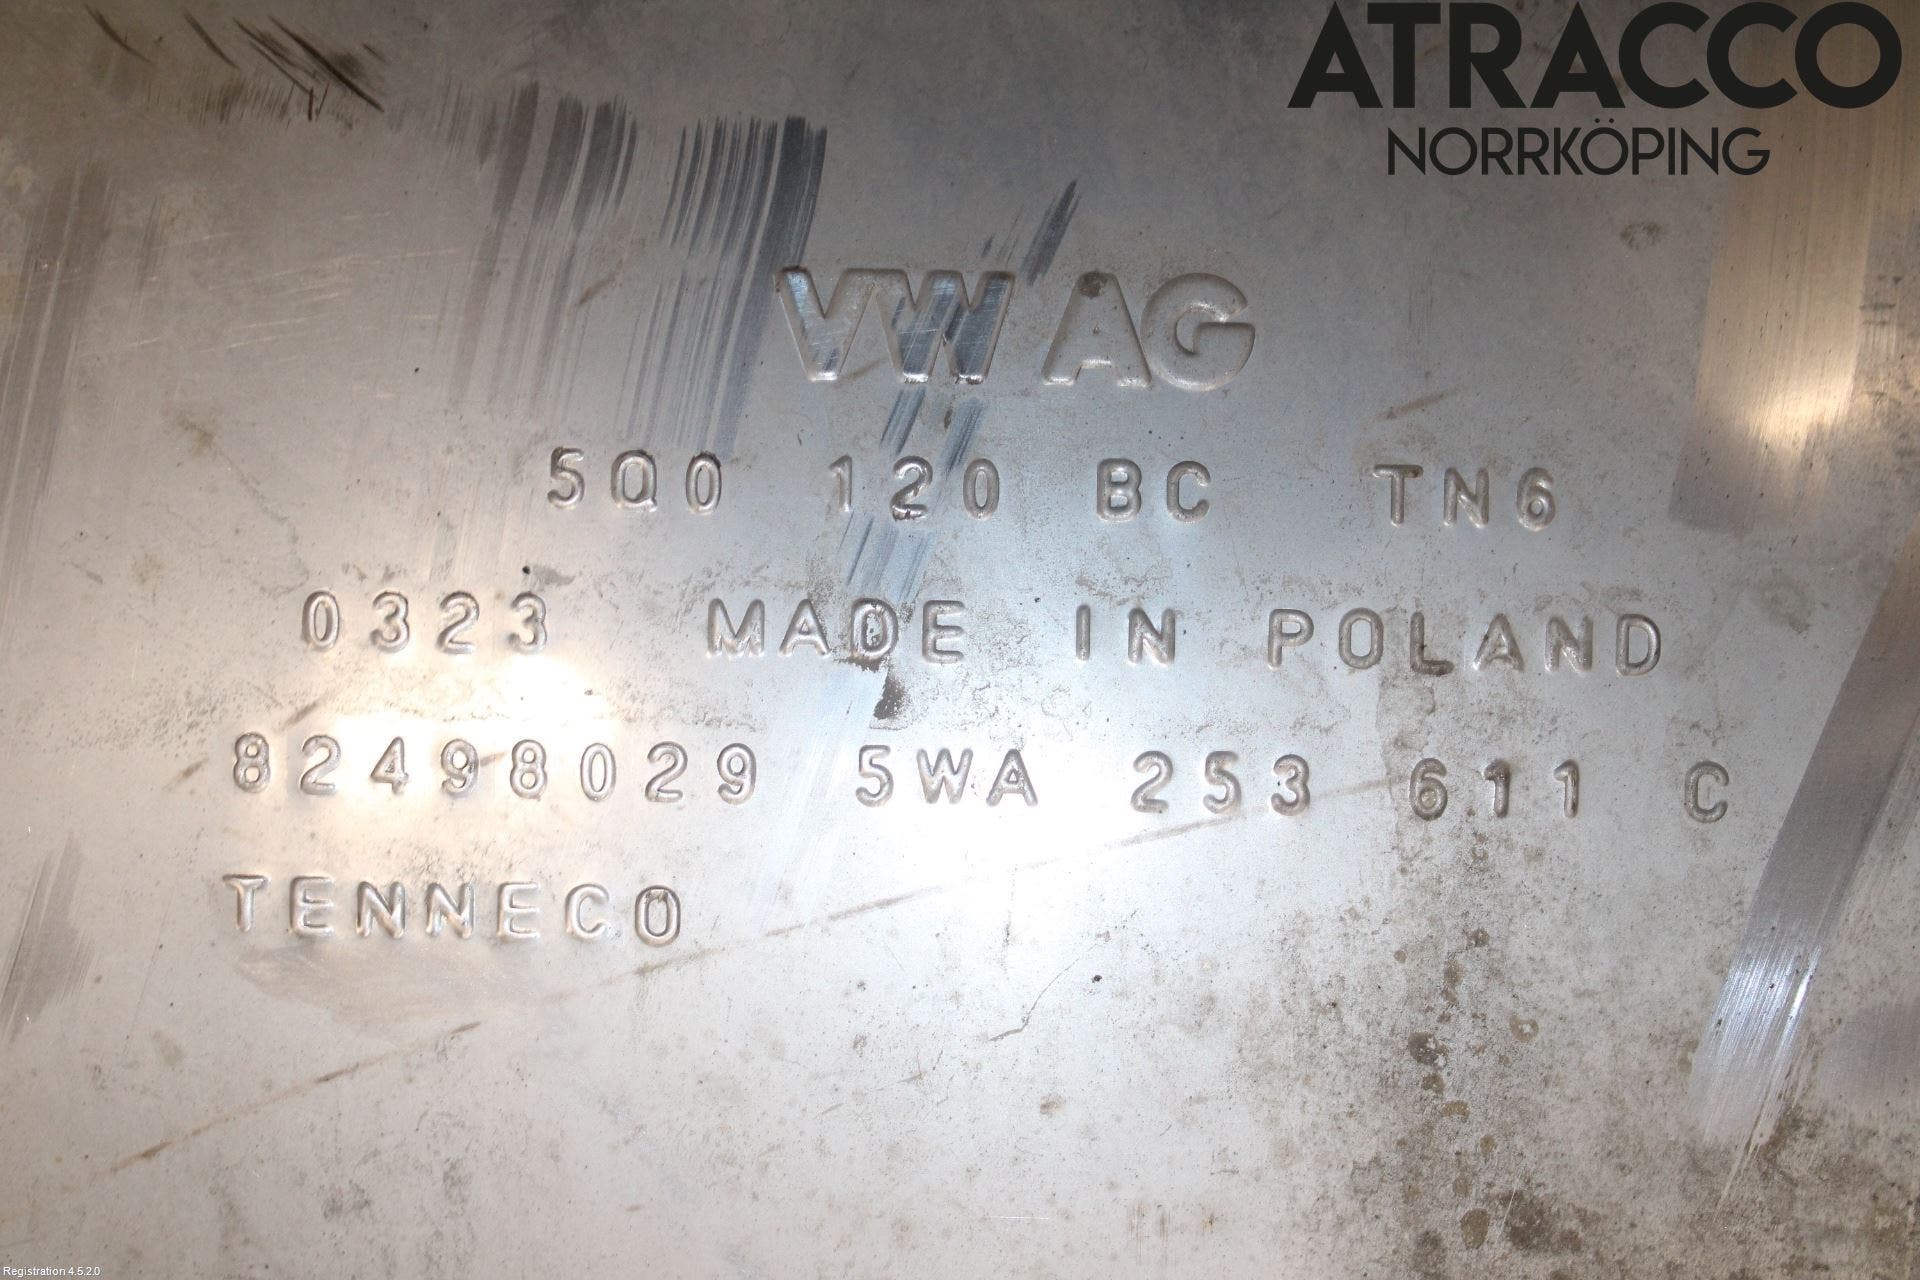 ATRACCO
NORRKÖPING
VW AG
5Q0 120 BC TN6
0323 MADE IN POLAND
82498029 5WA 253 611 C
TENNECO
Registration 4.5.2.0